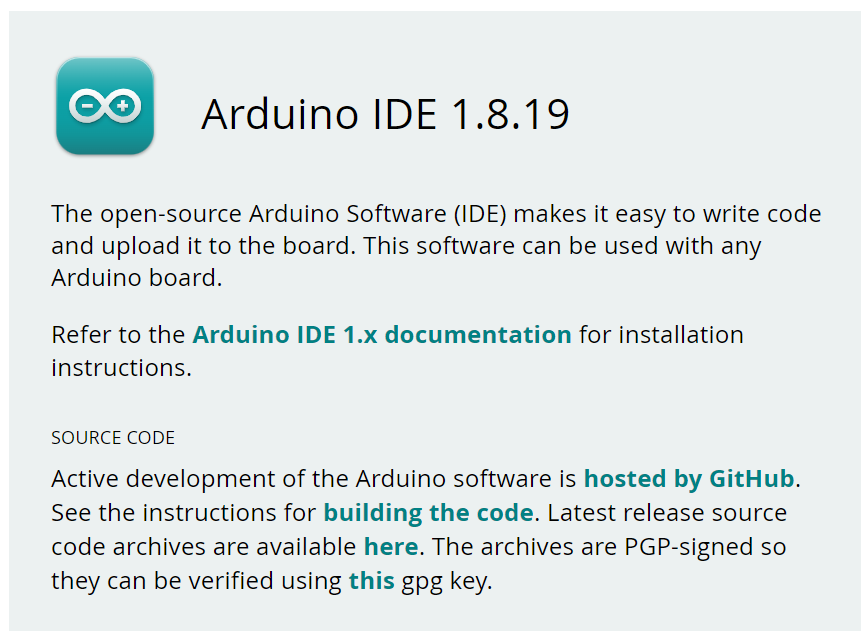 Arduino IDE 1.8.19
The open-source Arduino Software (IDE) makes it easy to write code
and upload it to the board. This software can be used with any
Arduino board.
Refer to the Arduino IDE 1.x documentation for installation
instructions.
SOURCE CODE
Active development of the Arduino software is hosted by GitHub.
See the instructions for building the code. Latest release source
code archives are available here. The archives are PGP-signed so
they can be verified using this gpg key.